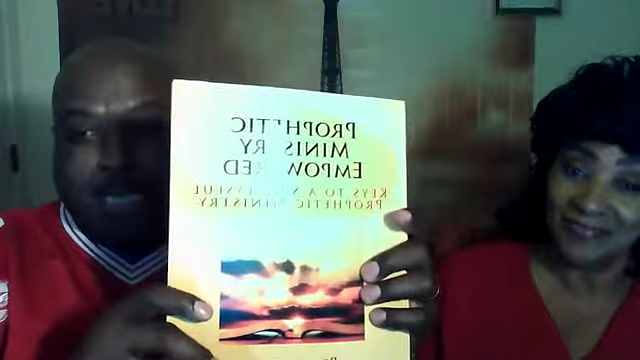 PROPHETIC
MINISTRY
EMPOWERED
KEYS TO A SUCCESSFUL
PROPHETIC MINISTRY